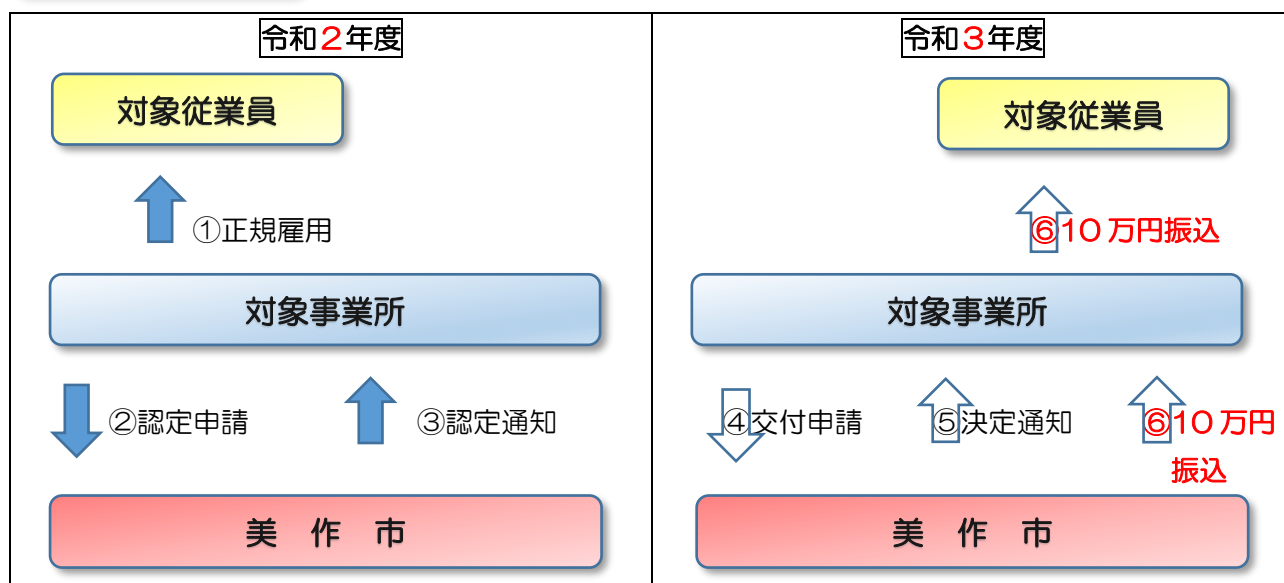 令和２年度
対象従業員
①正規雇用
対象事業所
②認定申請
③認定通知
美　作　市
令和３年度
対象従業員
⑥10万円振込
対象事業所
④交付申請
⑤決定通知
⑥10万円
振込
美　作　市